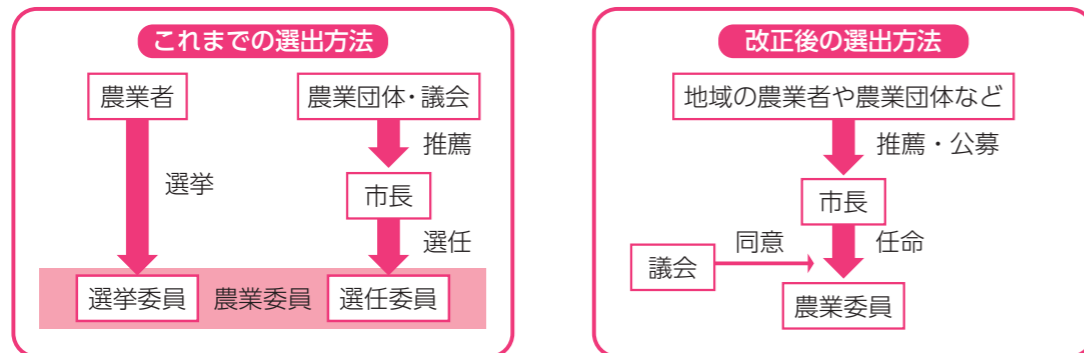 これまでの選出方法
農業者
農業団体・議会
推薦
選挙
市長
選任
選挙委員
農業委員
選任委員
改正後の選出方法
地域の農業者や農業団体など
推薦・公募
市長
同意
任命
議会
農業委員